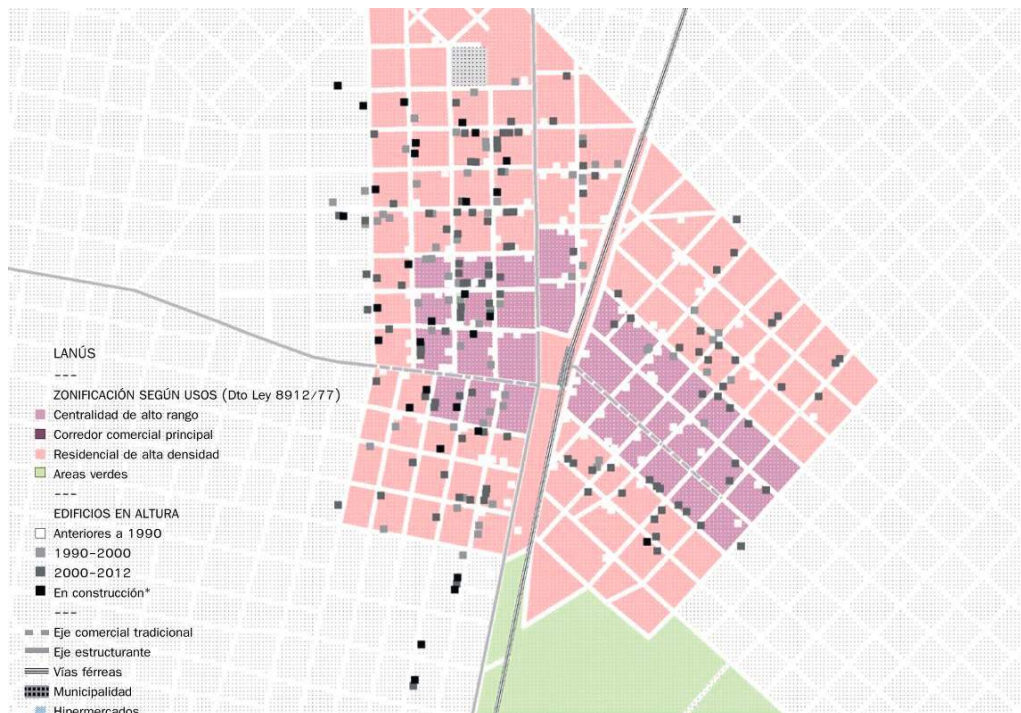 LANÚS
---
ZONIFICACIÓN SEGÚN USOS (Dto Ley 8912/77)
Centralidad de alto rango
Corredor comercial principal
Residencial de alta densidad
Areas verdes
---
EDIFICIOS EN ALTURA
Anteriores a 1990
1990-2000
2000-2012
En construcción*
---
Eje comercial tradicional
Eje estructurante
Vías férreas
Municipalidad
Hipermercados